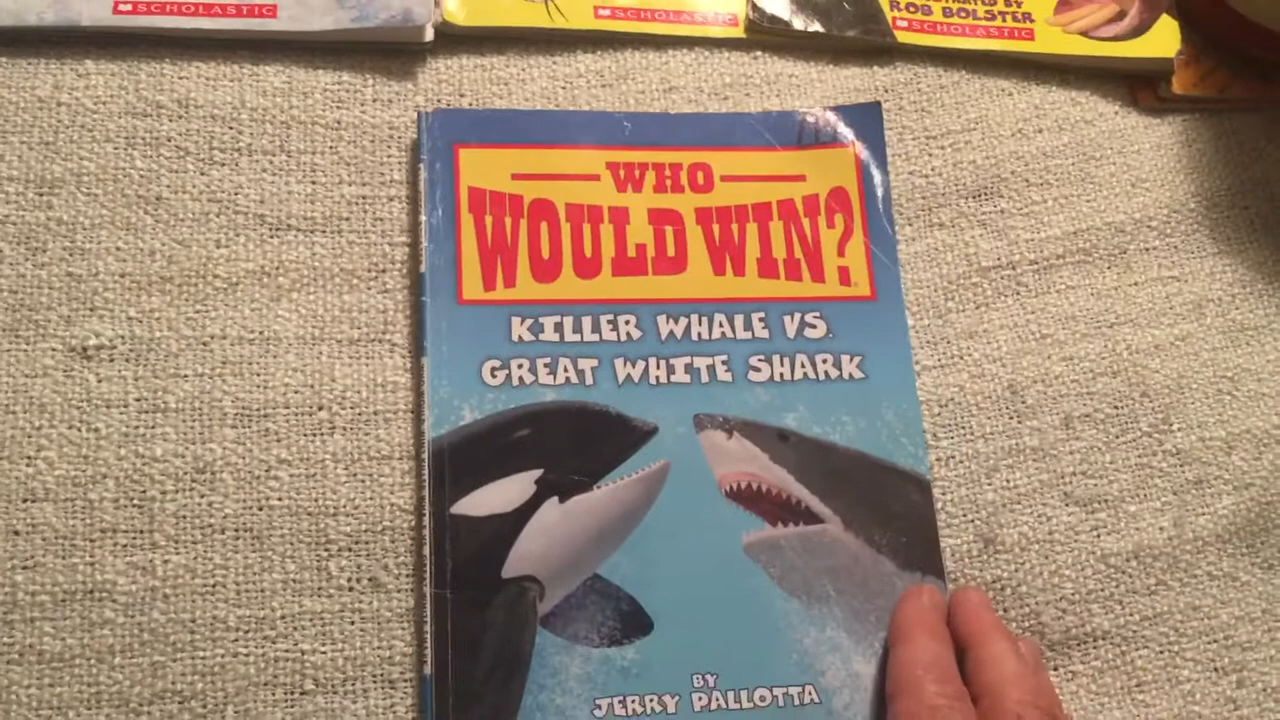 SCHOLASTIC
SCHOLASTIC
ROB BOLSTER
SCHOLASTIC
WHO
WOULD WIN?
KILLER WHALE VS.
GREAT WHITE SHARK
BY
JERRY PALLOTTA